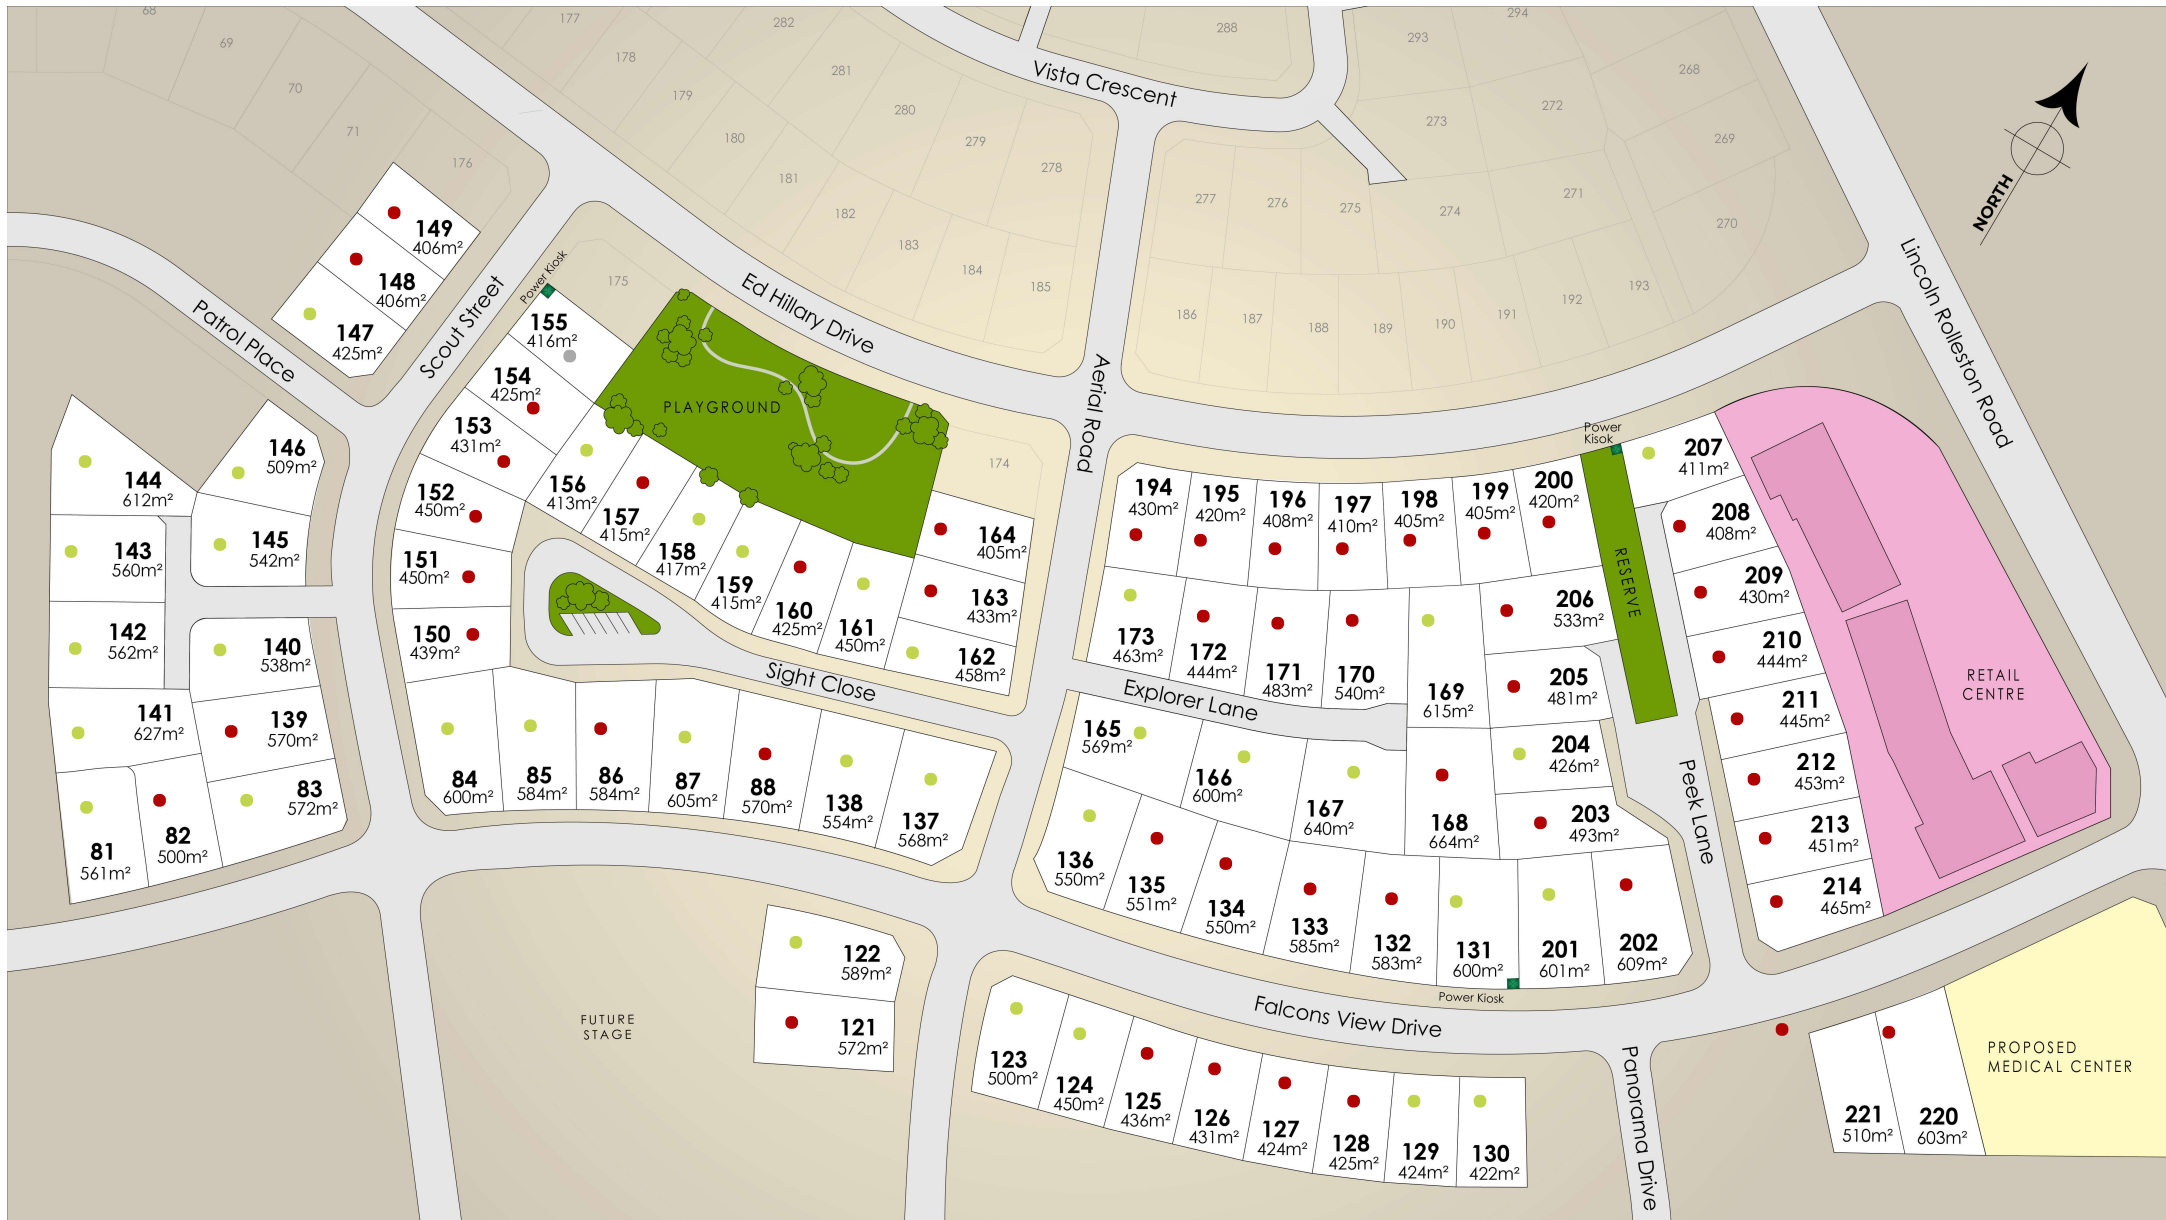 68
69
70
71
176
177
178
179
180
181
182
183
184
185
282
281
280
279
278
288
294
293
268
272
273
269
271
274
270
277
276
275
186
187
188
189
190
191
192
193
Vista Crescent
NORTH
Lincoln Rolleston Road
149
406m²
148
406m²
147
425m²
Patrol Place
Scout Street
Power Kiosk
175
Ed Hillary Drive
Aerial Road
155
416m²
154
425m²
153
431m²
152
450m²
151
450m²
150
439m²
PLAYGROUND
174
156
413m²
157
415m²
158
417m²
159
415m²
160
425m²
161
450m²
164
405m²
163
433m²
162
458m²
Sight Close
144
612m²
146
509m²
143
560m²
145
542m²
142
562m²
140
538m²
141
627m²
139
570m²
81
561m²
82
500m²
83
572m²
84
600m²
85
584m²
86
584m²
87
605m²
88
570m²
138
554m²
137
568m²
194
430m²
195
420m²
196
408m²
197
410m²
198
405m²
199
405m²
200
420m²
Power
Kisok
RESERVE
207
411m²
208
408m²
209
430m²
210
444m²
211
445m²
212
453m²
213
451m²
214
465m²
RETAIL
CENTRE
173
463m²
172
444m²
171
483m²
170
540m²
169
615m²
206
533m²
205
481m²
204
426m²
203
493m²
Explorer Lane
Peek Lane
165
569m²
166
600m²
167
640m²
168
664m²
136
550m²
135
551m²
134
550m²
133
585m²
132
583m²
131
600m²
201
601m²
202
609m²
Power Kiosk
Falcons View Drive
Panorama Drive
FUTURE
STAGE
122
589m²
121
572m²
123
500m²
124
450m²
125
436m²
126
431m²
127
424m²
128
425m²
129
424m²
130
422m²
221
510m²
220
603m²
PROPOSED
MEDICAL CENTER